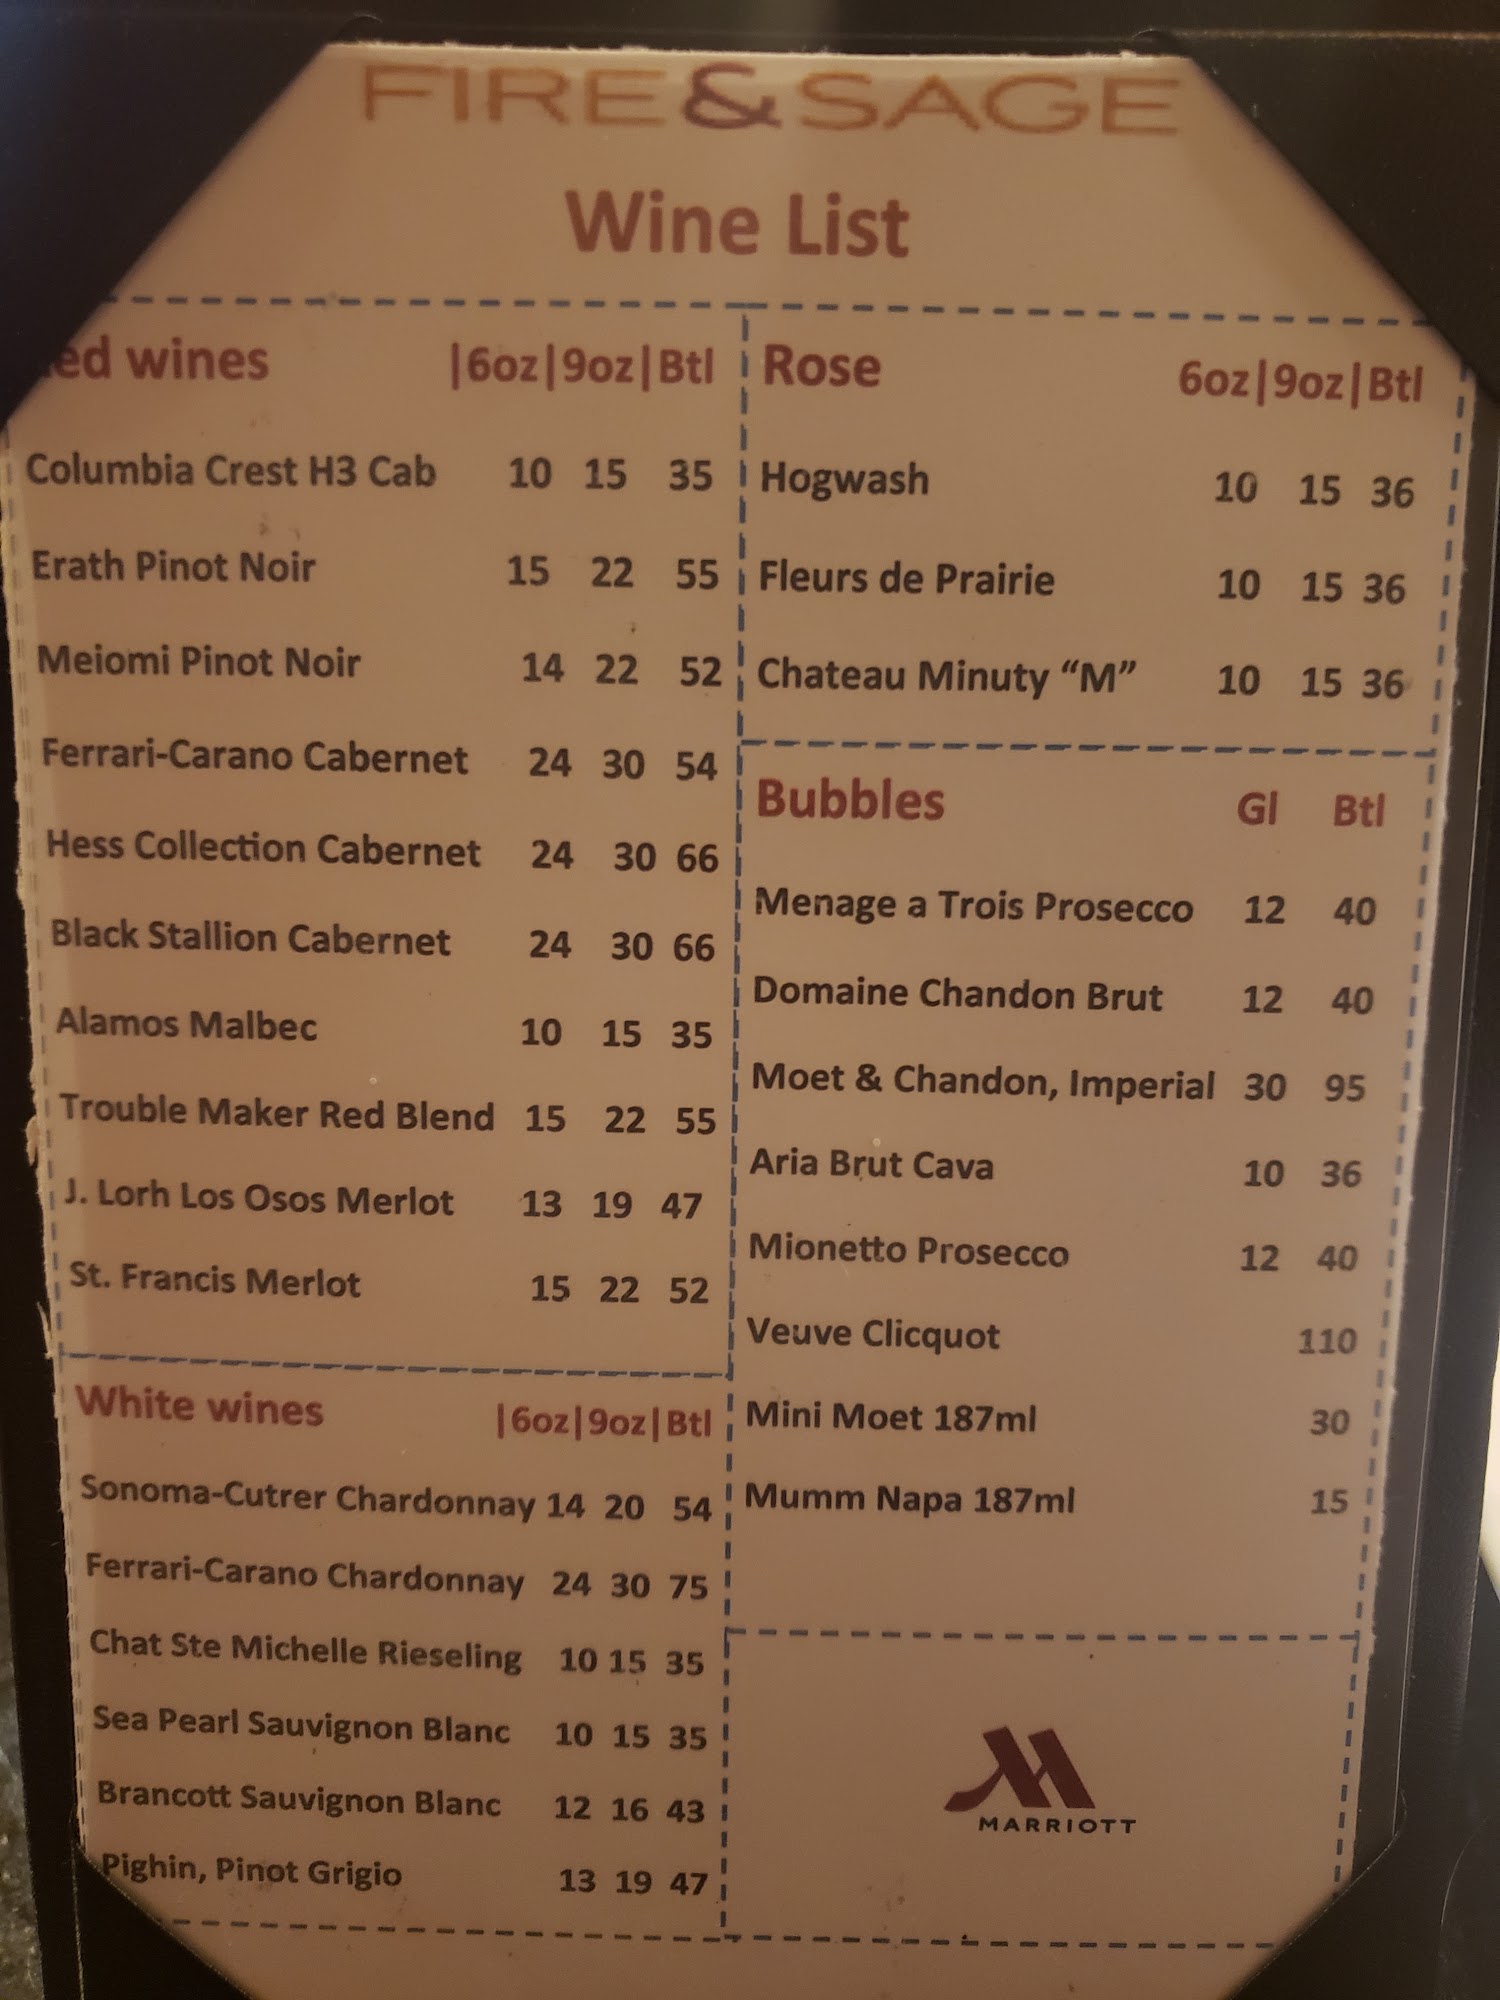 FIRE&SAGE
Wine List
ed wines |6oz|9oz|Btl
Columbia Crest H3 Cab 10 15 35
Erath Pinot Noir 15 22 55
Meiomi Pinot Noir 14 22 52
Ferrari-Carano Cabernet 24 30 54
Hess Collection Cabernet 24 30 66
Black Stallion Cabernet 24 30 66
Alamos Malbec 10 15 35
Trouble Maker Red Blend 15 22 55
J. Lorh Los Osos Merlot 13 19 47
St. Francis Merlot 15 22 52
White wines |6oz|9oz|Btl
Sonoma-Cutrer Chardonnay 14 20 54
Ferrari-Carano Chardonnay 24 30 75
Chat Ste Michelle Rieseling 10 15 35
Sea Pearl Sauvignon Blanc 10 15 35
Brancott Sauvignon Blanc 12 16 43
Pighin, Pinot Grigio 13 19 47
Rose 6oz|9oz|Btl
Hogwash 10 15 36
Fleurs de Prairie 10 15 36
Chateau Minuty “M” 10 15 36
Bubbles Gl Btl
Menage a Trois Prosecco 12 40
Domaine Chandon Brut 12 40
Moet & Chandon, Imperial 30 95
Aria Brut Cava 10 36
Mionetto Prosecco 12 40
Veuve Clicquot 110
Mini Moet 187ml 30
Mumm Napa 187ml 15
MARRIOTT